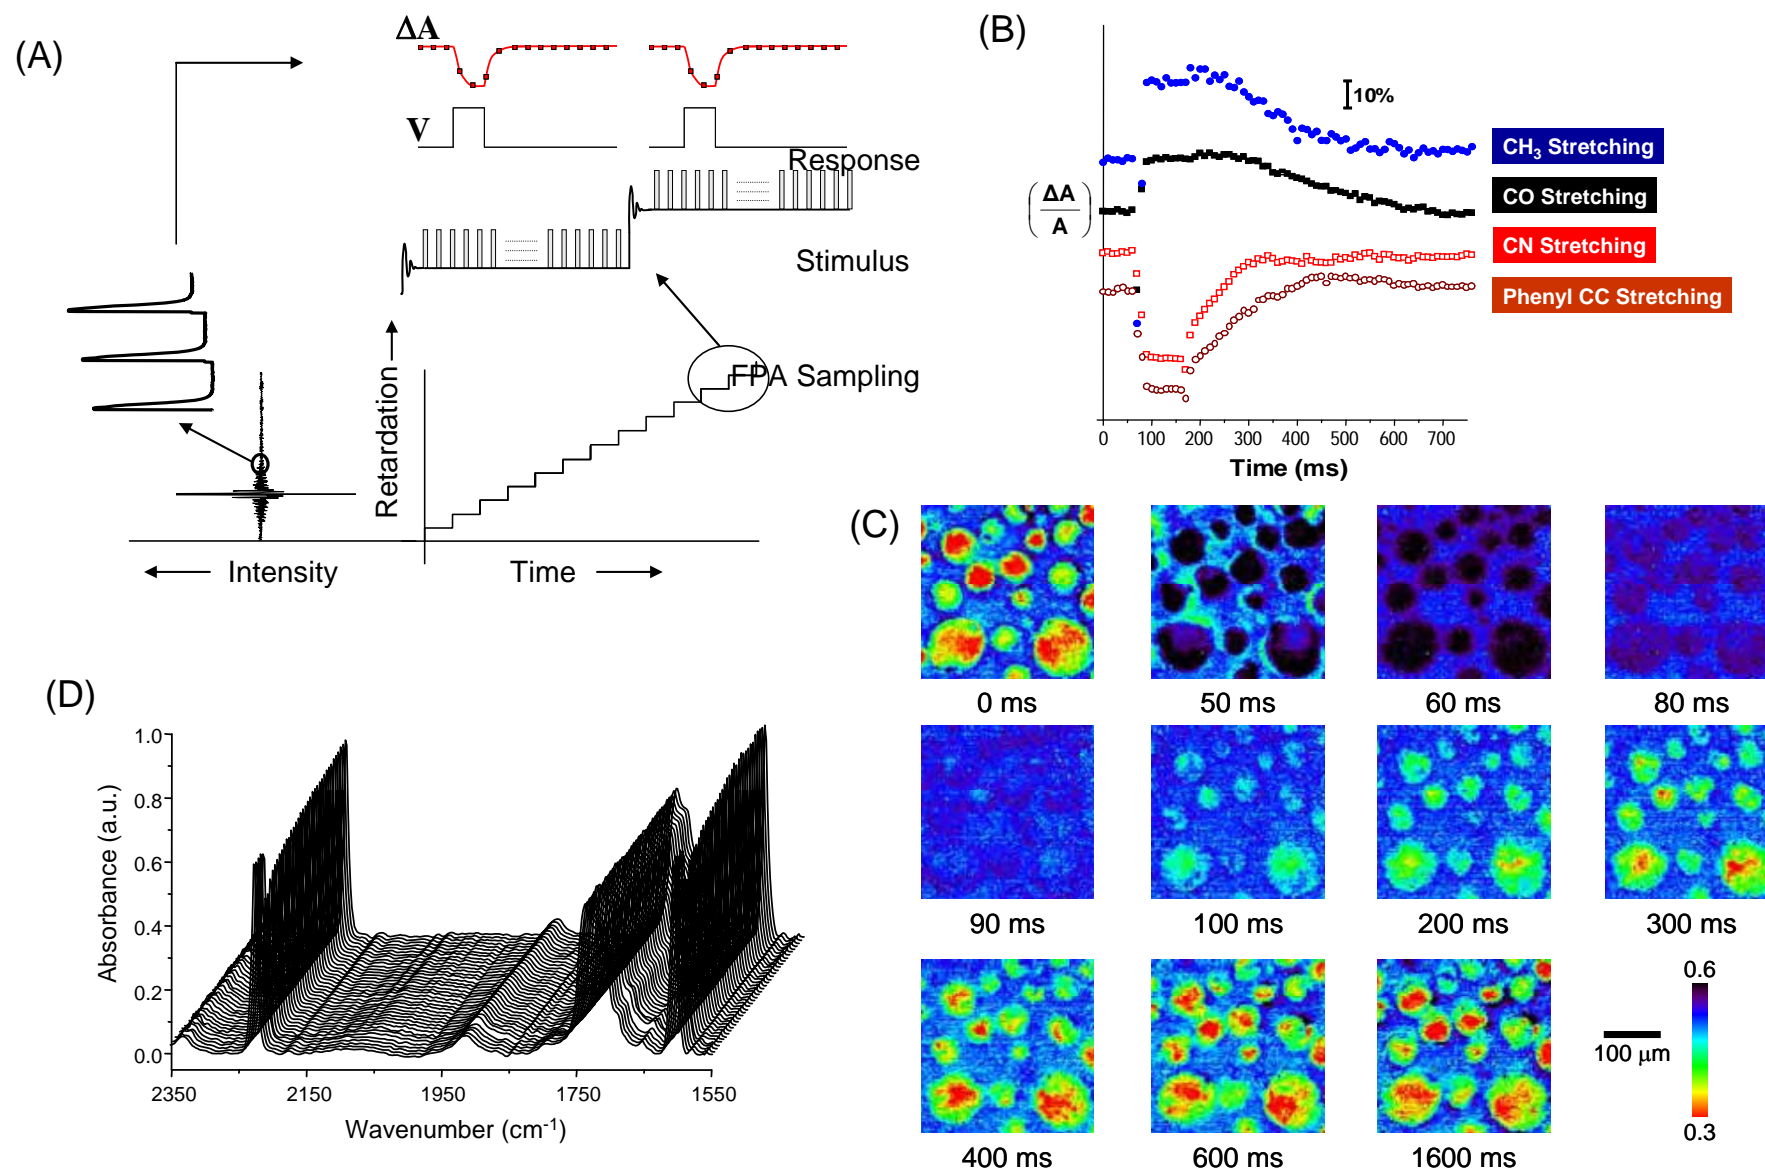 (A)
ΔA
V
Response
Stimulus
FPA Sampling
Retardation
Intensity
Time
(B)
10%
CH3 Stretching
CO Stretching
CN Stretching
Phenyl CC Stretching
(ΔA/A)
0 100 200 300 400 500 600 700
Time (ms)
(C)
0 ms 50 ms 60 ms 80 ms
90 ms 100 ms 200 ms 300 ms
400 ms 600 ms 1600 ms
0.6
0.3
100 μm
(D)
1.0
0.8
0.6
0.4
0.2
0.0
Absorbance (a.u.)
2350 2150 1950 1750 1550
Wavenumber (cm-1)